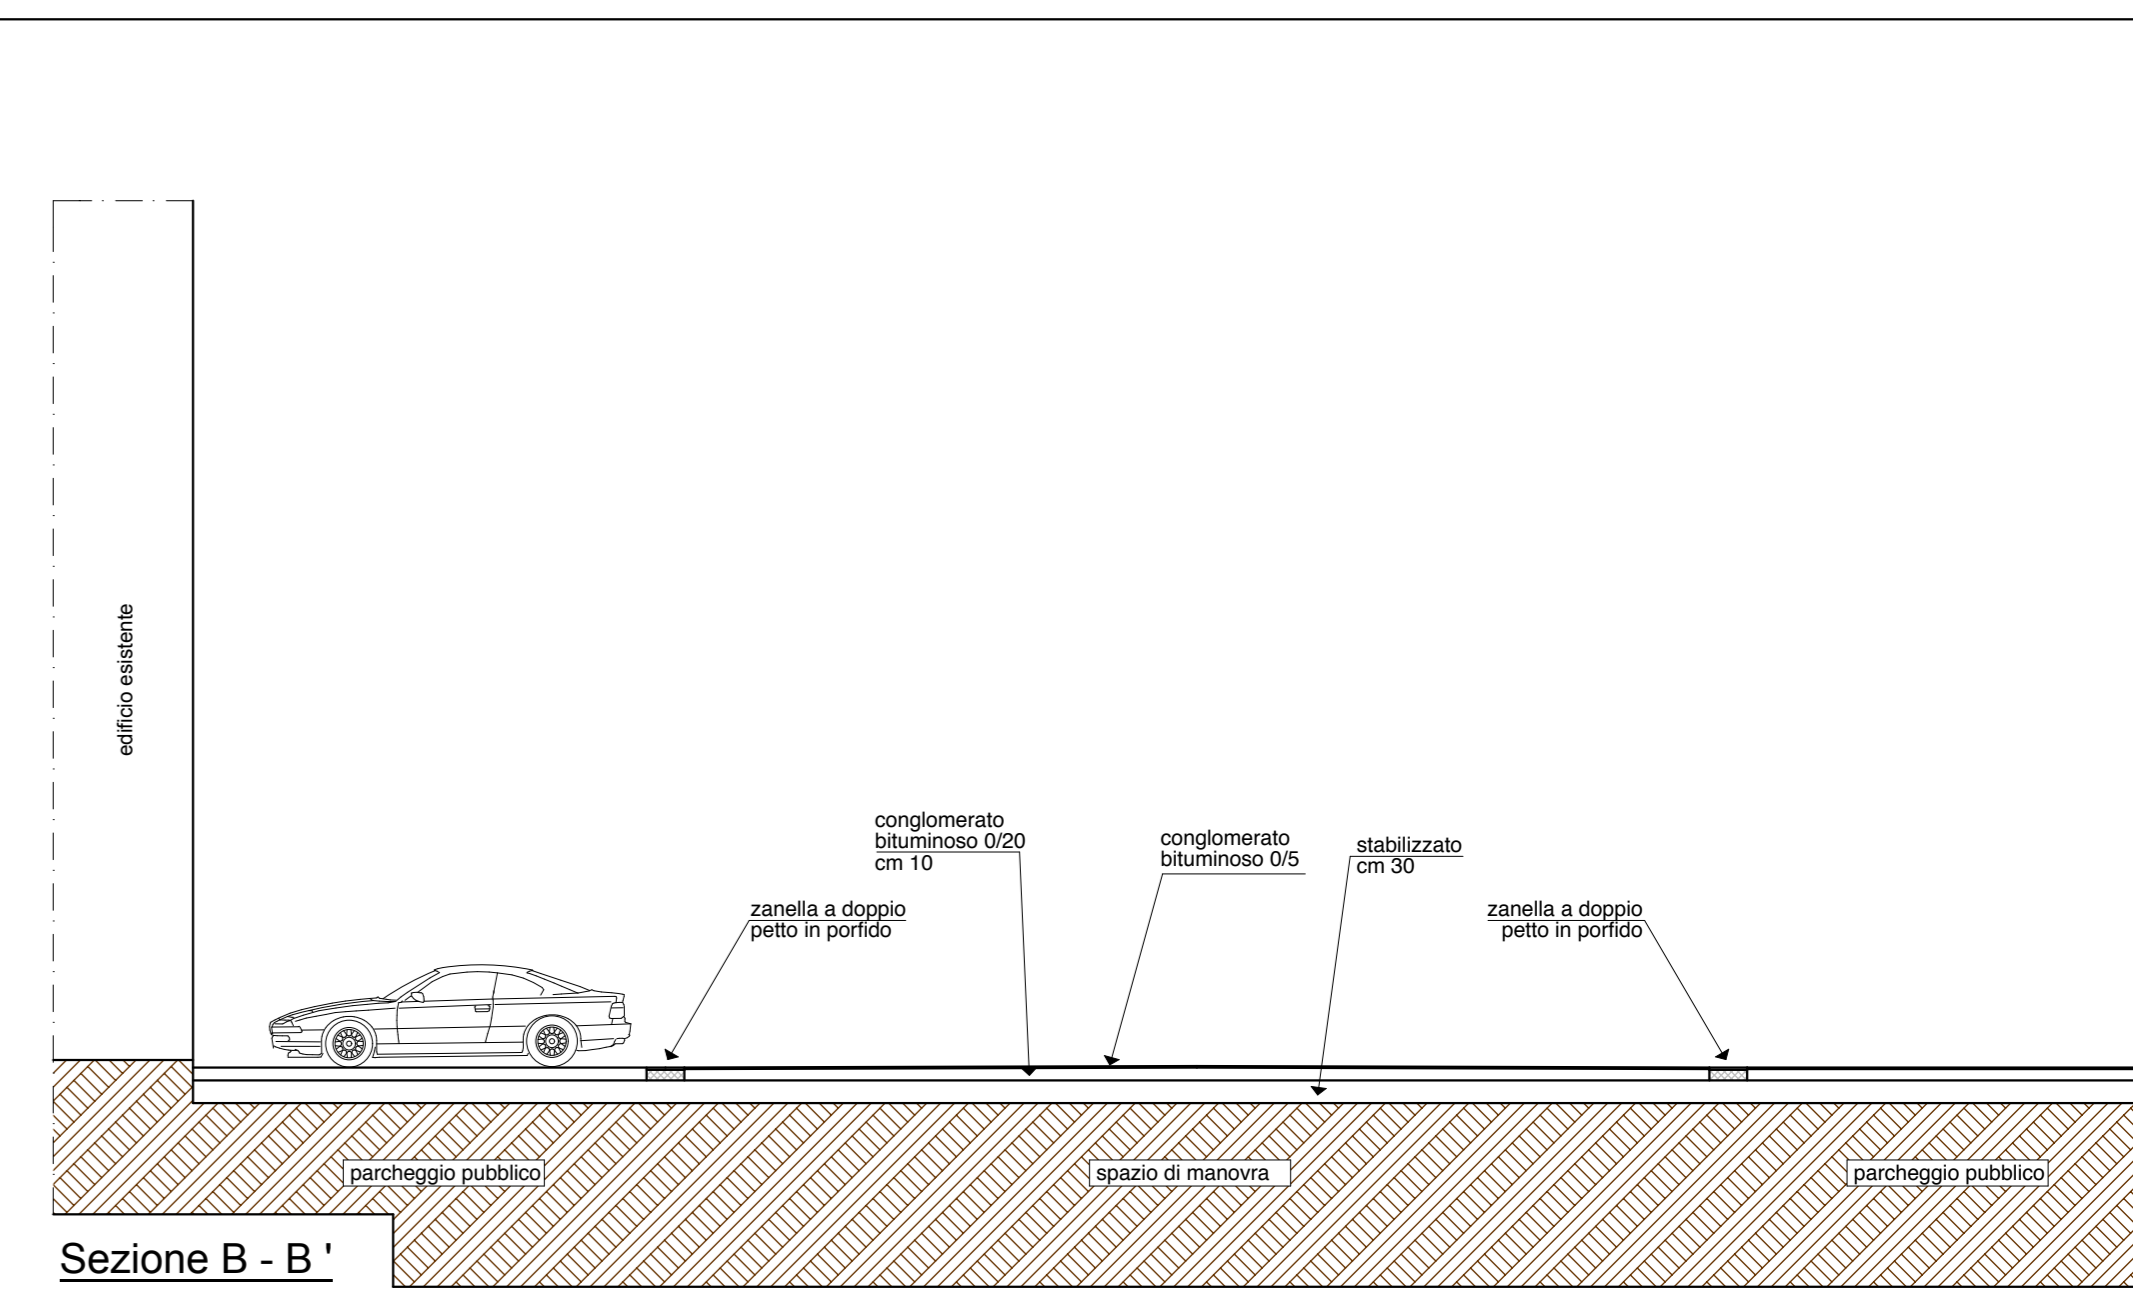 edificio esistente
conglomerato
bituminoso 0/20
cm 10
conglomerato
bituminoso 0/5
stabilizzato
cm 30
zanella a doppio
petto in porfido
zanella a doppio
petto in porfido
parcheggio pubblico
spazio di manovra
parcheggio pubblico
Sezione B - B '